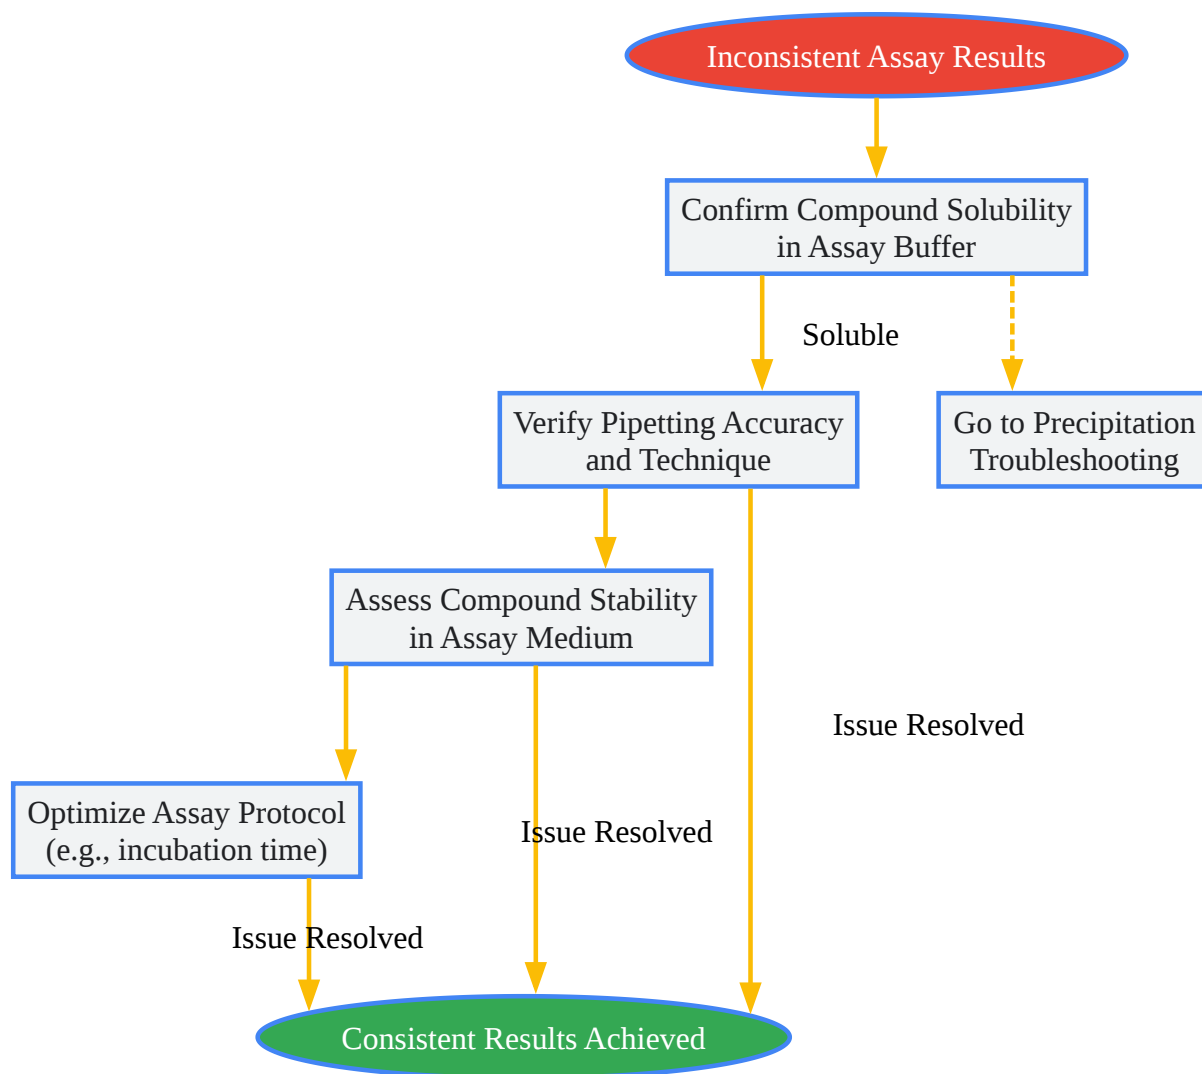 Inconsistent Assay Results
Confirm Compound Solubility
in Assay Buffer
Soluble
Verify Pipetting Accuracy
and Technique
Go to Precipitation
Troubleshooting
Assess Compound Stability
in Assay Medium
Issue Resolved
Optimize Assay Protocol
(e.g., incubation time)
Issue Resolved
Issue Resolved
Consistent Results Achieved